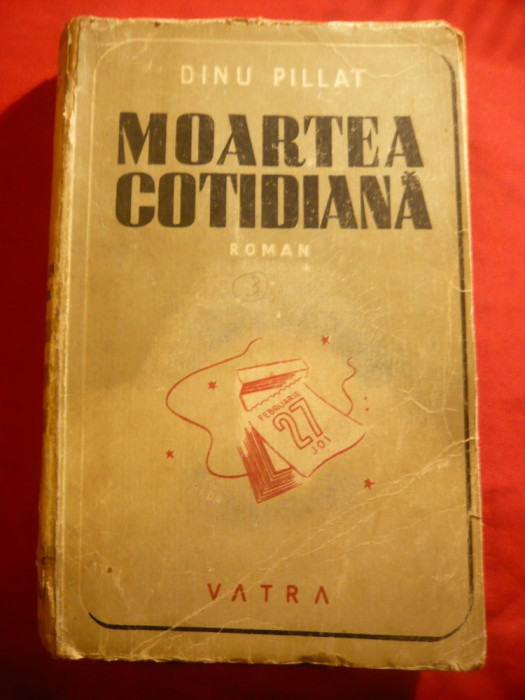 DINU PILLAT
MOARTEA
COTIDIANĂ
ROMAN
3
FEBRUARIE
27
JOI
VATRA